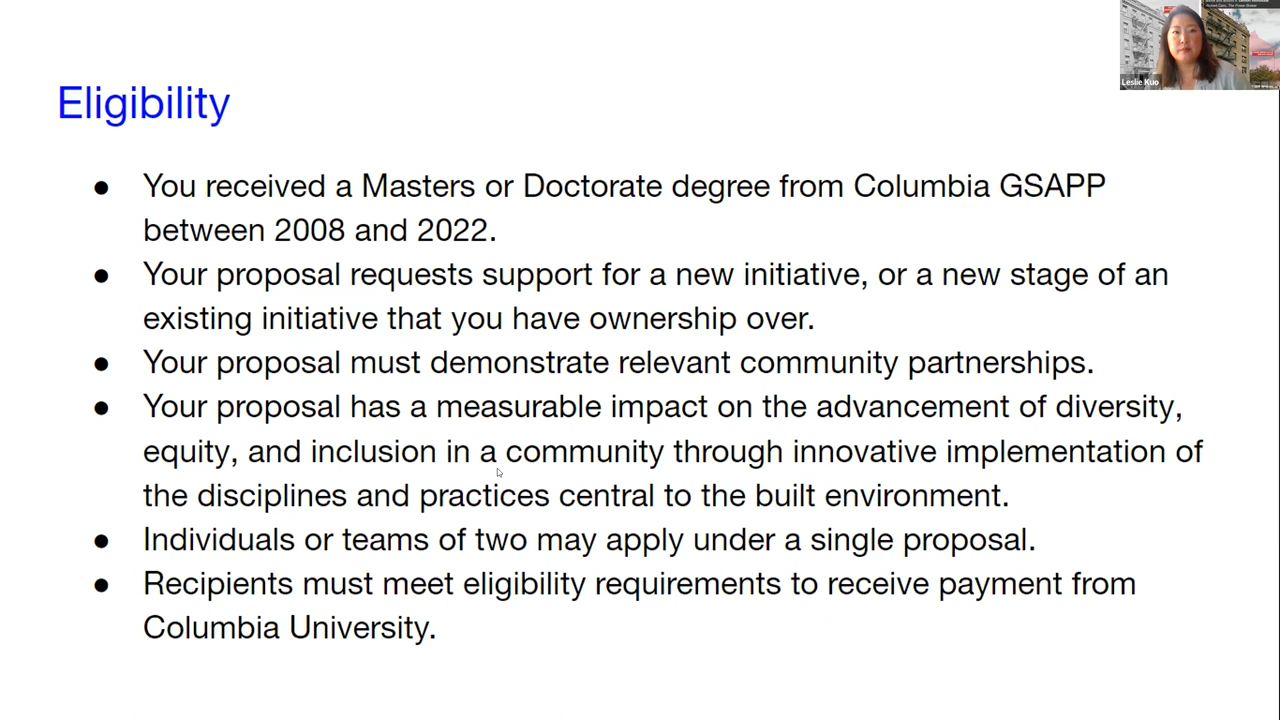 Eligibility
● You received a Masters or Doctorate degree from Columbia GSAPP
between 2008 and 2022.
● Your proposal requests support for a new initiative, or a new stage of an
existing initiative that you have ownership over.
● Your proposal must demonstrate relevant community partnerships.
● Your proposal has a measurable impact on the advancement of diversity,
equity, and inclusion in a community through innovative implementation of
the disciplines and practices central to the built environment.
● Individuals or teams of two may apply under a single proposal.
● Recipients must meet eligibility requirements to receive payment from
Columbia University.
Leslie Kuo